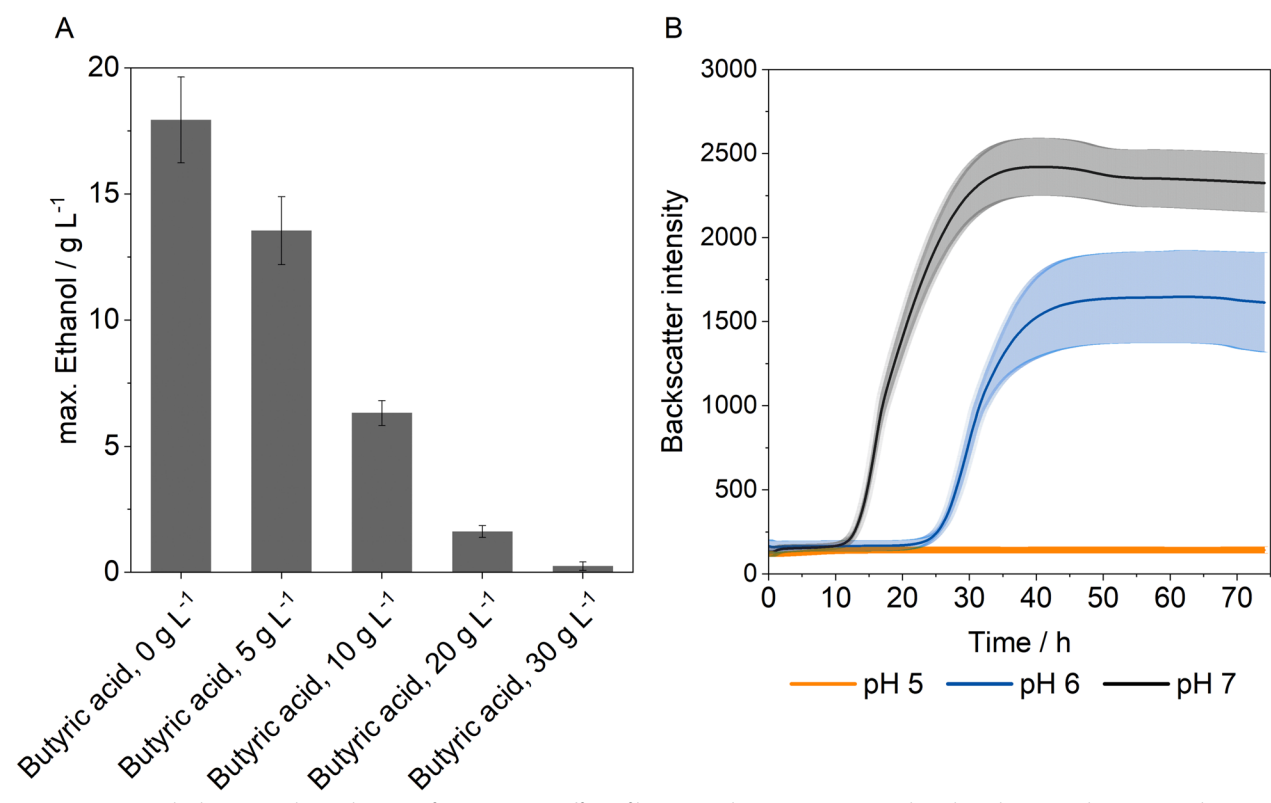 A
B
max. Ethanol / g L⁻¹
20
15
10
5
0
Butyric acid, 0 g L⁻¹
Butyric acid, 5 g L⁻¹
Butyric acid, 10 g L⁻¹
Butyric acid, 20 g L⁻¹
Butyric acid, 30 g L⁻¹
Backscatter intensity
3000
2500
2000
1500
1000
500
0
0 10 20 30 40 50 60 70
Time / h
pH 5 pH 6 pH 7